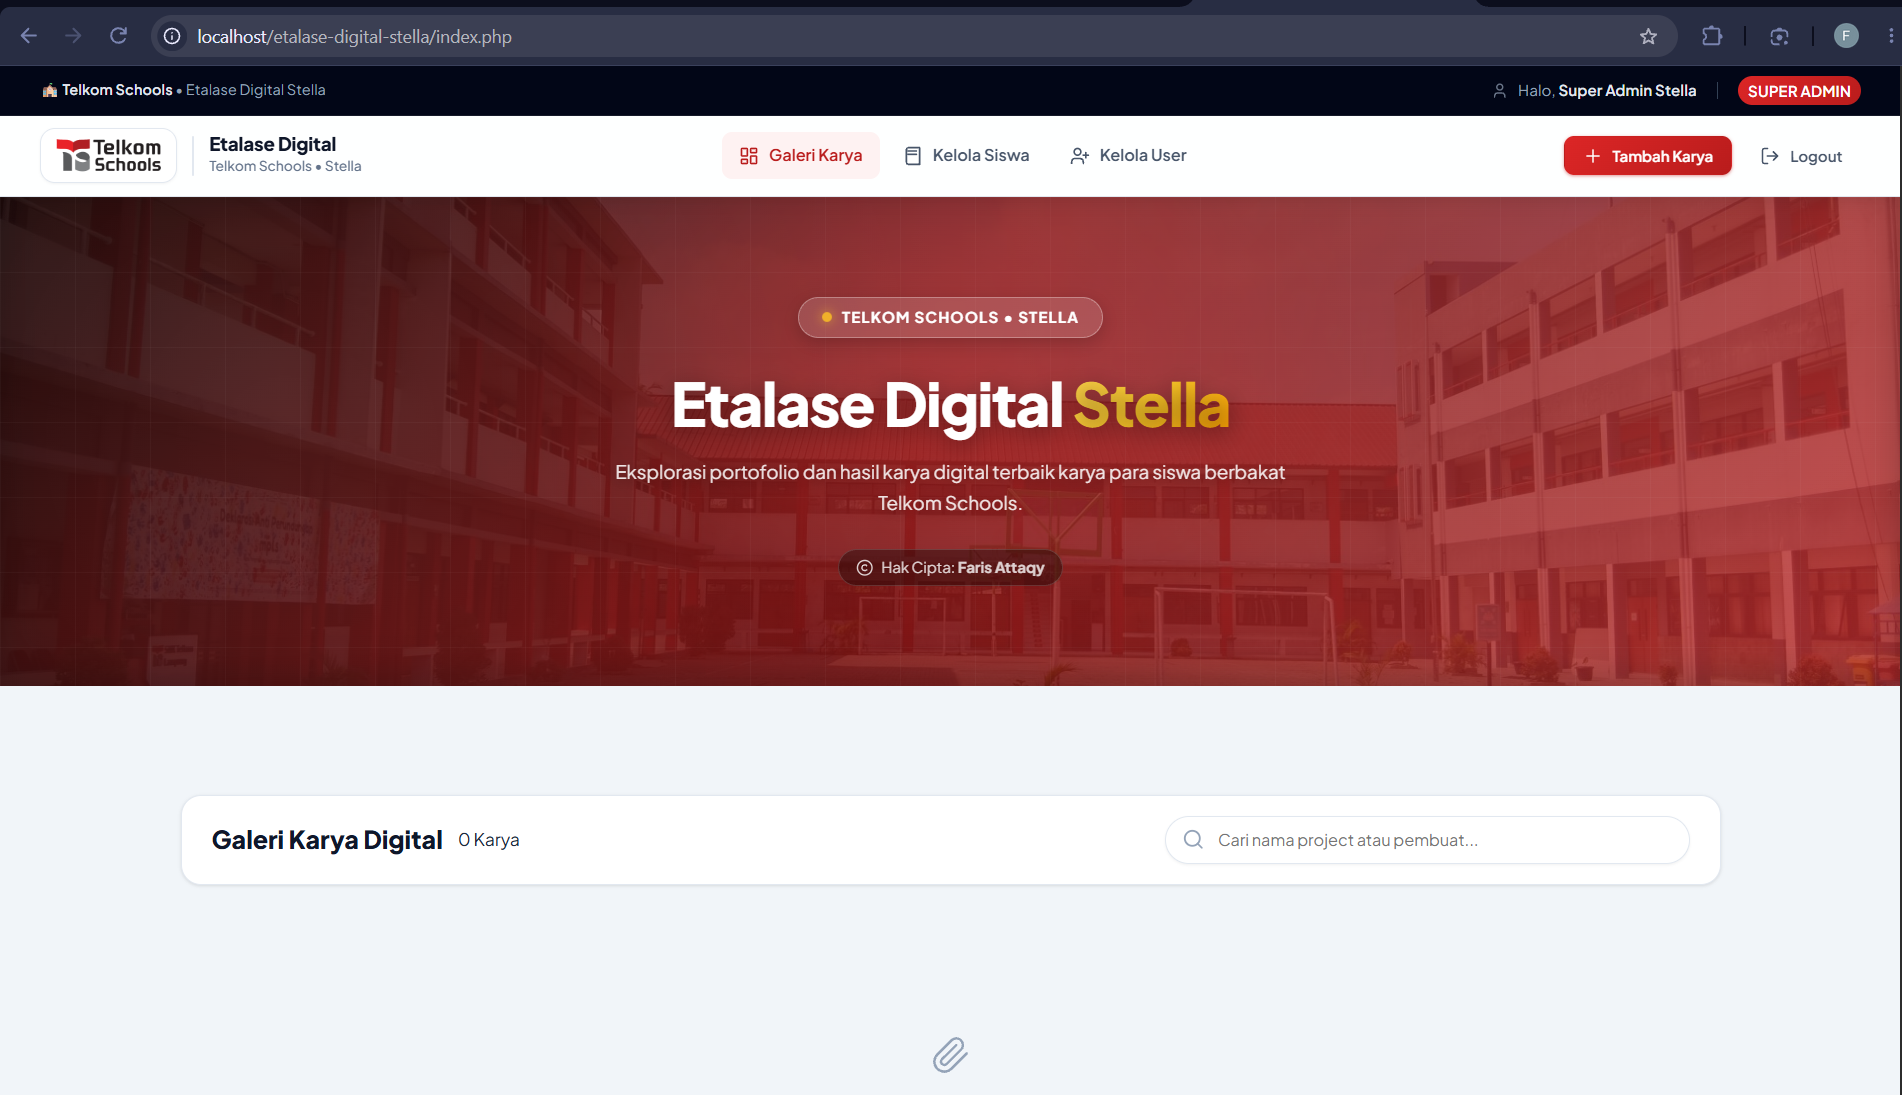 localhost/etalase-digital-stella/index.php
F
Telkom Schools • Etalase Digital Stella
Halo, Super Admin Stella
SUPER ADMIN
Telkom Schools
Etalase Digital
Telkom Schools • Stella
Galeri Karya
Kelola Siswa
Kelola User
+ Tambah Karya
Logout
TELKOM SCHOOLS • STELLA
Etalase Digital Stella
Eksplorasi portofolio dan hasil karya digital terbaik karya para siswa berbakat
Telkom Schools.
© Hak Cipta: Faris Attaqy
Galeri Karya Digital 0 Karya
Cari nama project atau pembuat...